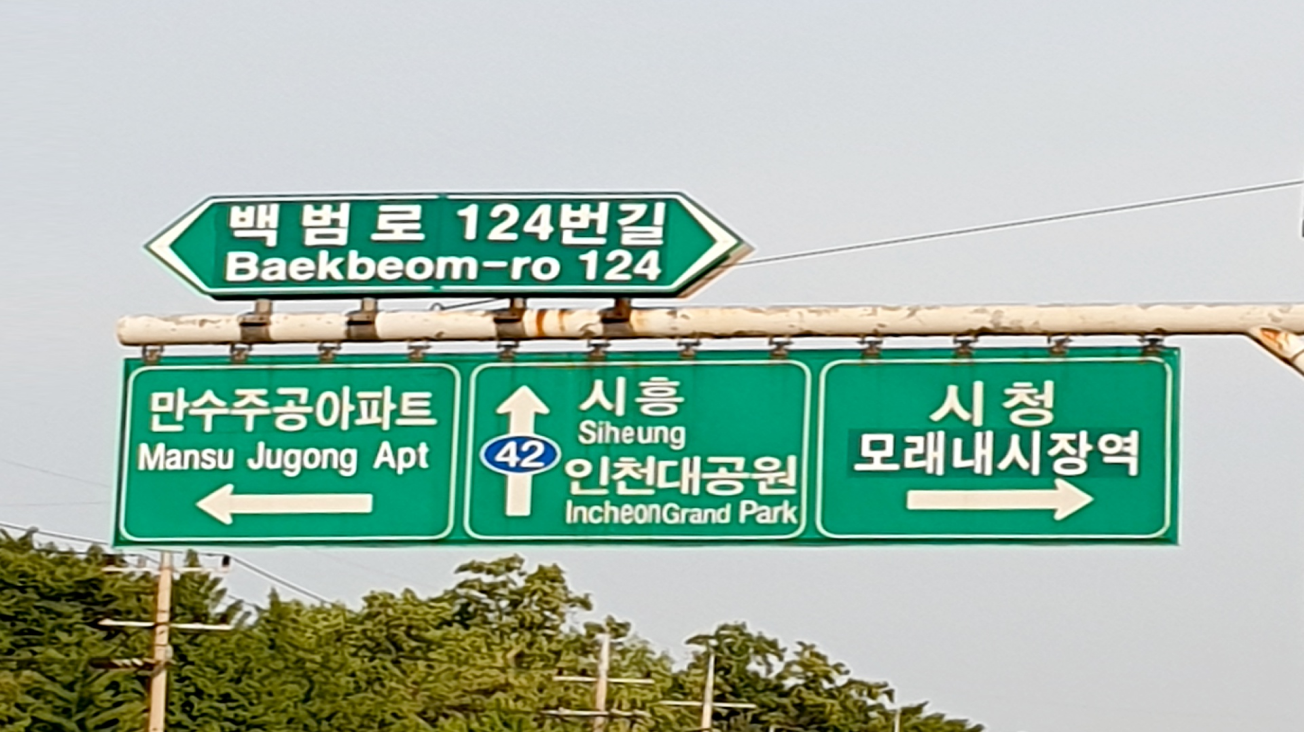 백범로 124번길
Baekbeom-ro 124
만수주공아파트
Mansu Jugong Apt
42
시흥
Siheung
인천대공원
Incheon Grand Park
시청
모래내시장역